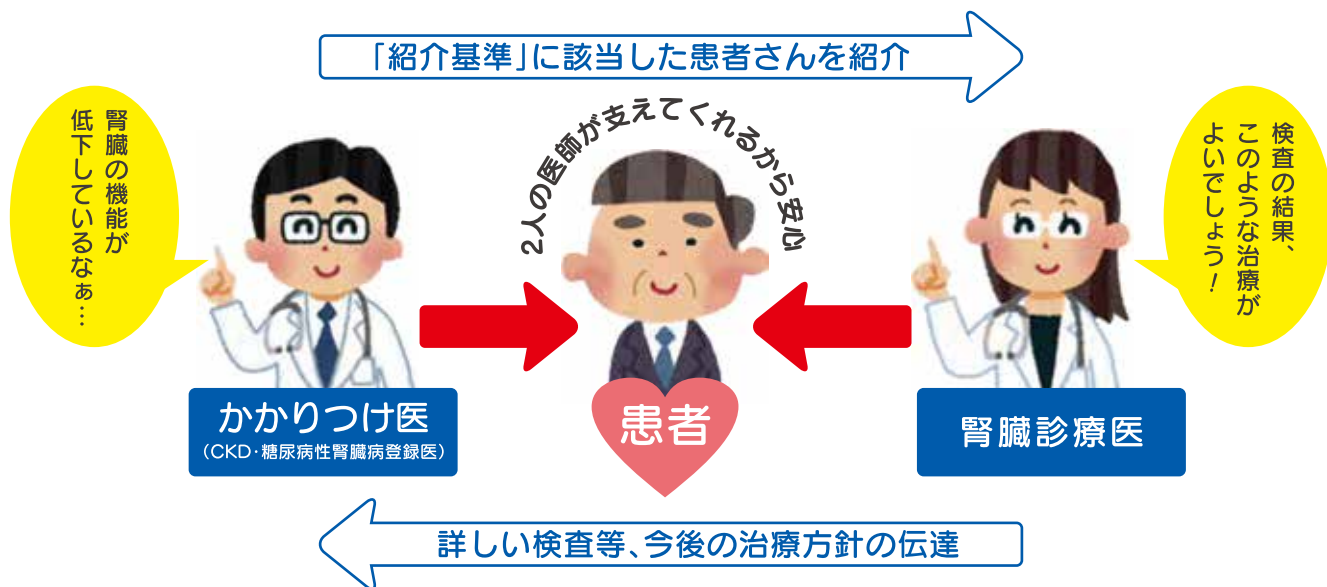 「紹介基準」に該当した患者さんを紹介
腎臓の機能が
低下しているなぁ…
2人の医師が支えてくれるから安心
検査の結果、
このような治療が
よいでしょう！
かかりつけ医
（CKD・糖尿病性腎臓病登録医）
患者
腎臓診療医
詳しい検査等、今後の治療方針の伝達